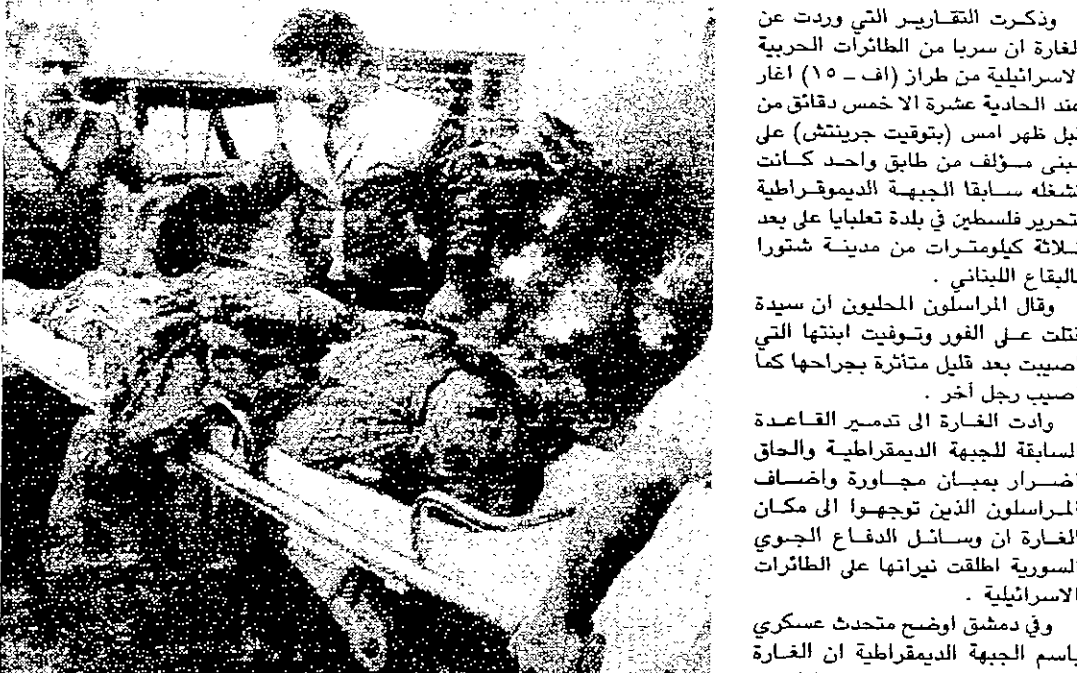 وذكرت التقارير التي وردت عن
الغارة ان سربا من الطائرات الحربية
الاسرائيلية من طراز (اف ــ ١٥) اغار
عند الحادية عشرة الا خمس دقائق من
قبل ظهر امس (بتوقيت جرينتش) على
مبنى مؤلف من طابق واحد كانت
تشغله سابقا الجبهة الديموقراطية
لتحرير فلسطين في بلدة تعلبايا على بعد
ثلاثة كيلومترات من مدينة شتورا
بالبقاع اللبناني .
وقال المراسلون المحليون ان سيدة
قتلت على الفور وتوفيت ابنتها التي
اصيبت بعد قليل متأثرة بجراحها كما
اصيب رجل أخر .
وأدت الغارة الى تدمير القاعدة
السابقة للجبهة الديمقراطية والحاق
اضرار بمبان مجاورة واضاف
المراسلون الذين توجهوا الى مكان
الغارة ان وسائل الدفاع الجوي
السورية اطلقت نيرانها على الطائرات
الاسرائيلية .
وفي دمشق اوضح متحدث عسكري
باسم الجبهة الديمقراطية ان الغارة